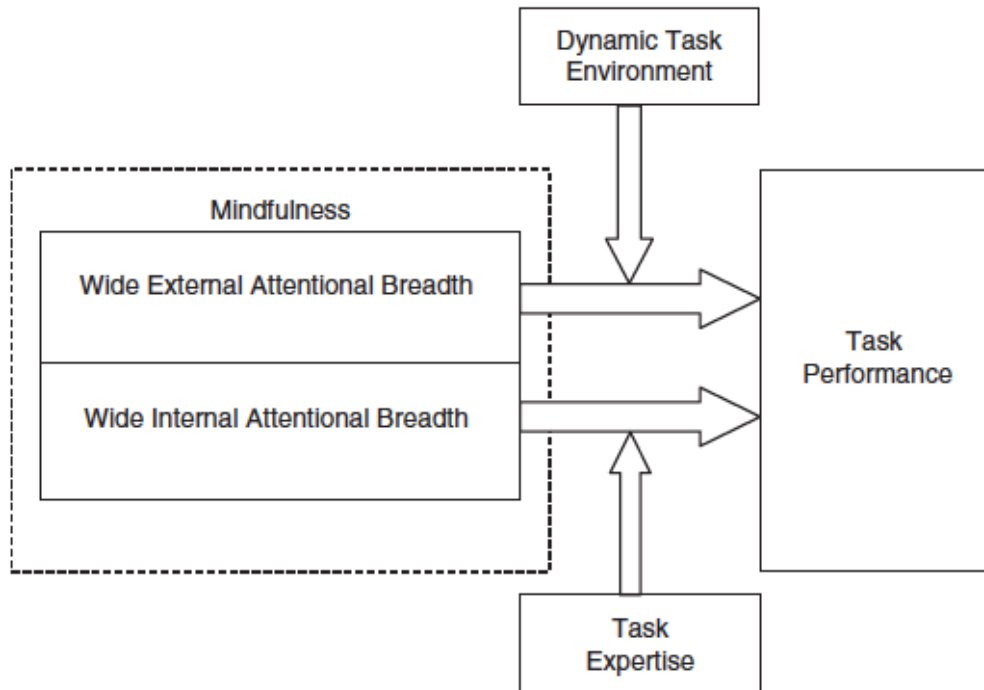 Dynamic Task
Environment
Mindfulness
Wide External Attentional Breadth
Wide Internal Attentional Breadth
Task
Performance
Task
Expertise